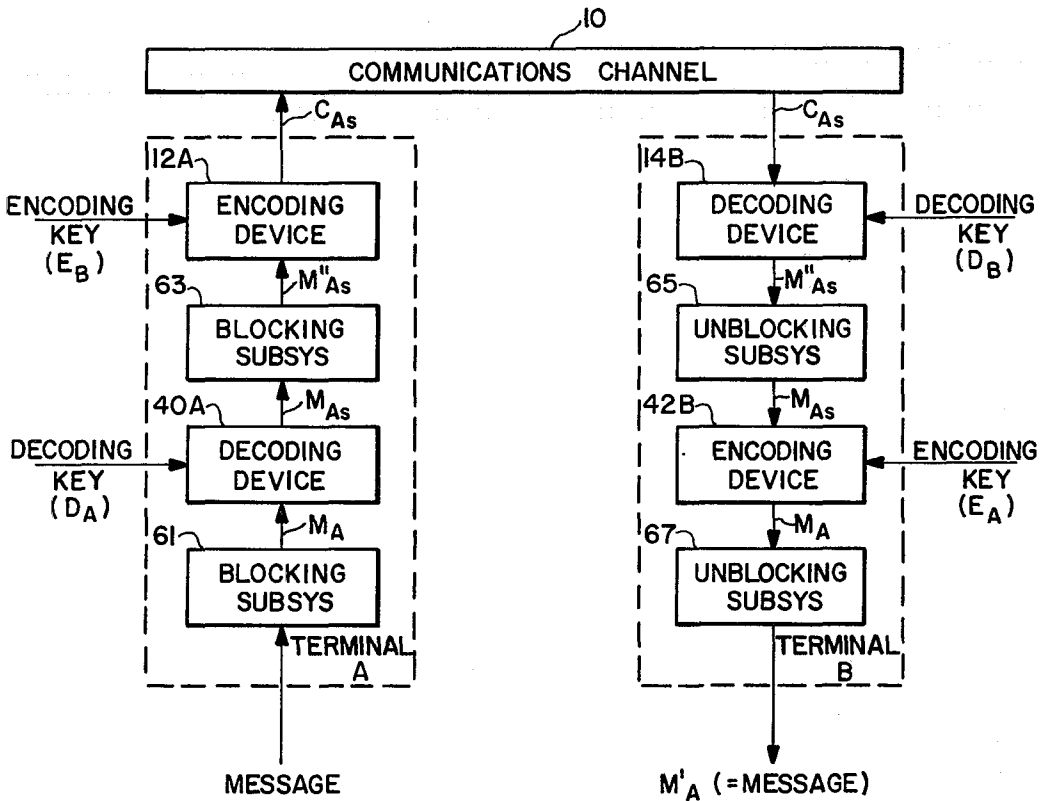 10
COMMUNICATIONS CHANNEL
C_As
C_As
12A
14B
ENCODING
KEY
(E_B)
ENCODING
DEVICE
DECODING
DEVICE
DECODING
KEY
(D_B)
M"_As
M"_As
63
65
BLOCKING
SUBSYS
UNBLOCKING
SUBSYS
M_As
M_As
40A
42B
DECODING
KEY
(D_A)
DECODING
DEVICE
ENCODING
DEVICE
ENCODING
KEY
(E_A)
M_A
M_A
61
67
BLOCKING
SUBSYS
UNBLOCKING
SUBSYS
TERMINAL
A
TERMINAL
B
MESSAGE
M'_A (=MESSAGE)